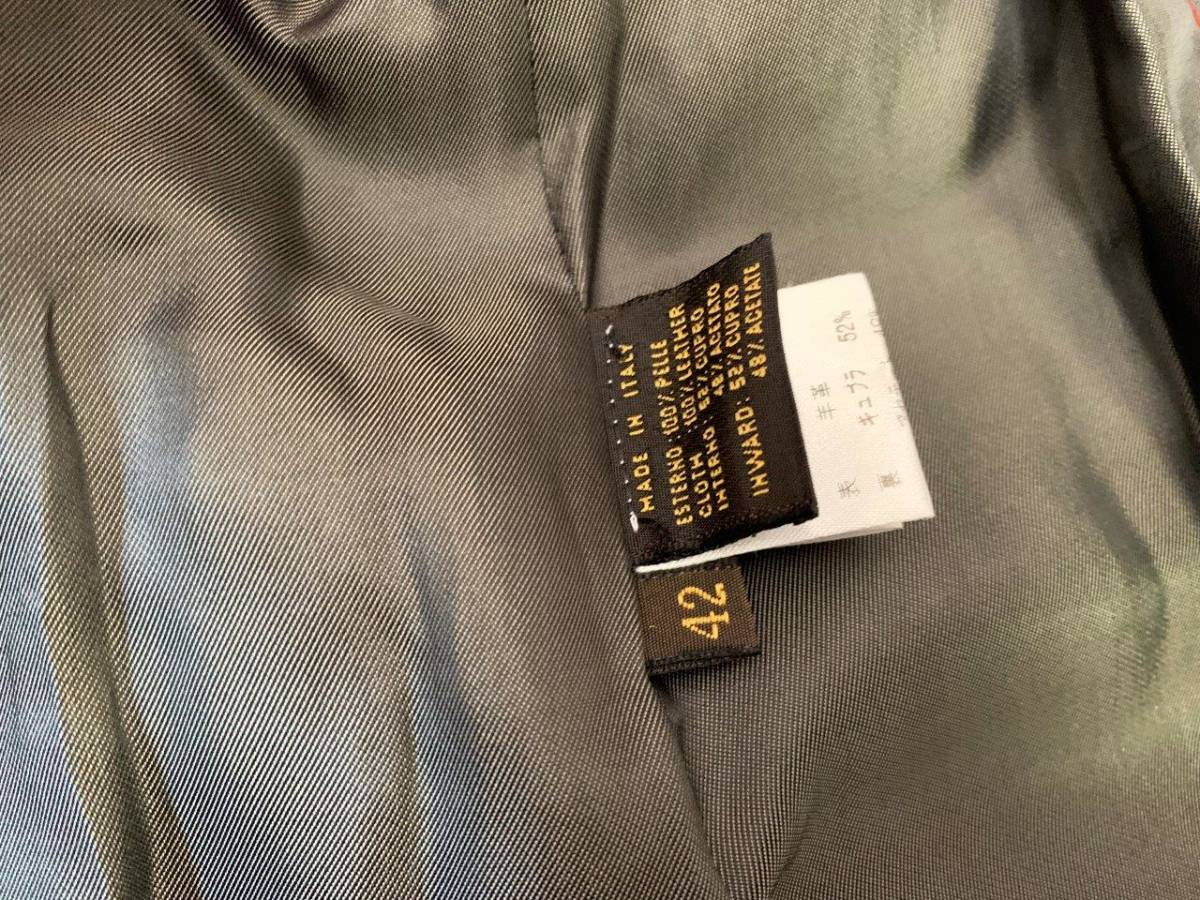 MADE IN ITALY
ESTERNO: 100% PELLE
CLOTH: 100% LEATHER
INTERNO: 52% CUPRO
48% ACETATO
INWARD: 52% CUPRO
48% ACETATE
表 羊革
裏 キュプラ 52%
42